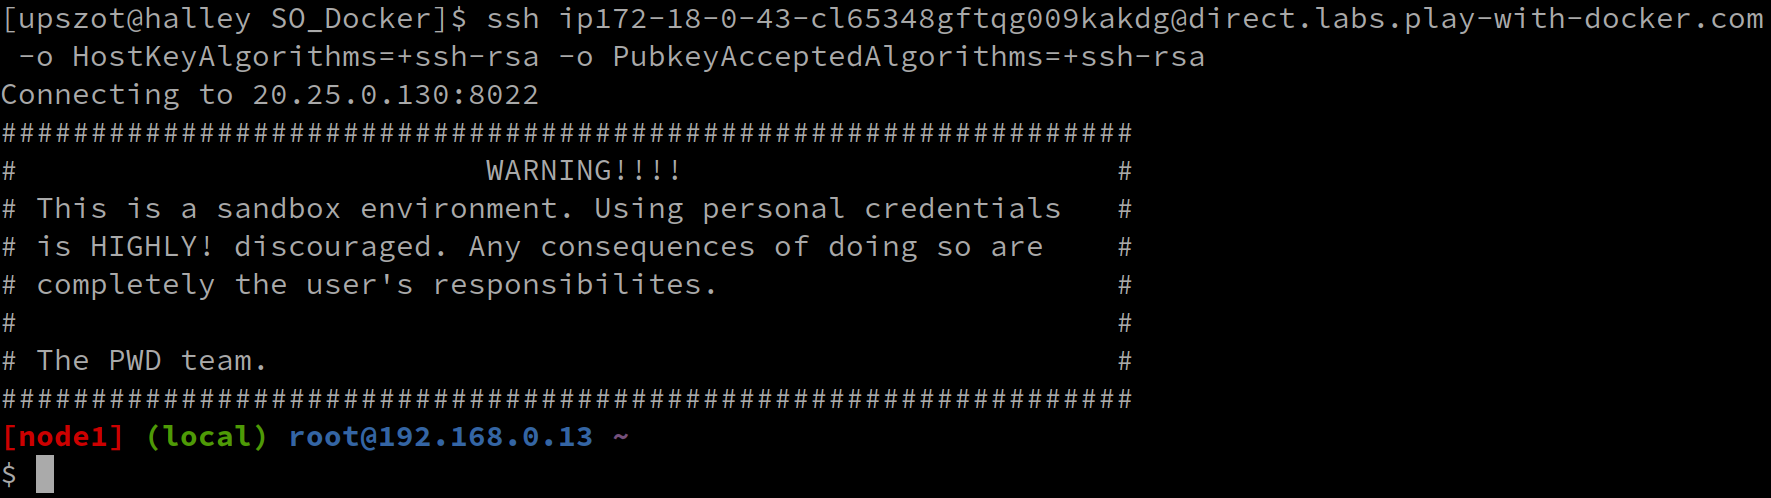 [upszot@halley SO_Docker]$ ssh ip172-18-0-43-cl65348gftqg009kakdg@direct.labs.play-with-docker.com
-o HostKeyAlgorithms=+ssh-rsa -o PubkeyAcceptedAlgorithms=+ssh-rsa
Connecting to 20.25.0.130:8022
###############################################################
#                          WARNING!!!!                        #
# This is a sandbox environment. Using personal credentials   #
# is HIGHLY! discouraged. Any consequences of doing so are    #
# completely the user's responsibilites.                      #
#                                                             #
# The PWD team.                                               #
###############################################################
[node1] (local) root@192.168.0.13 ~
$